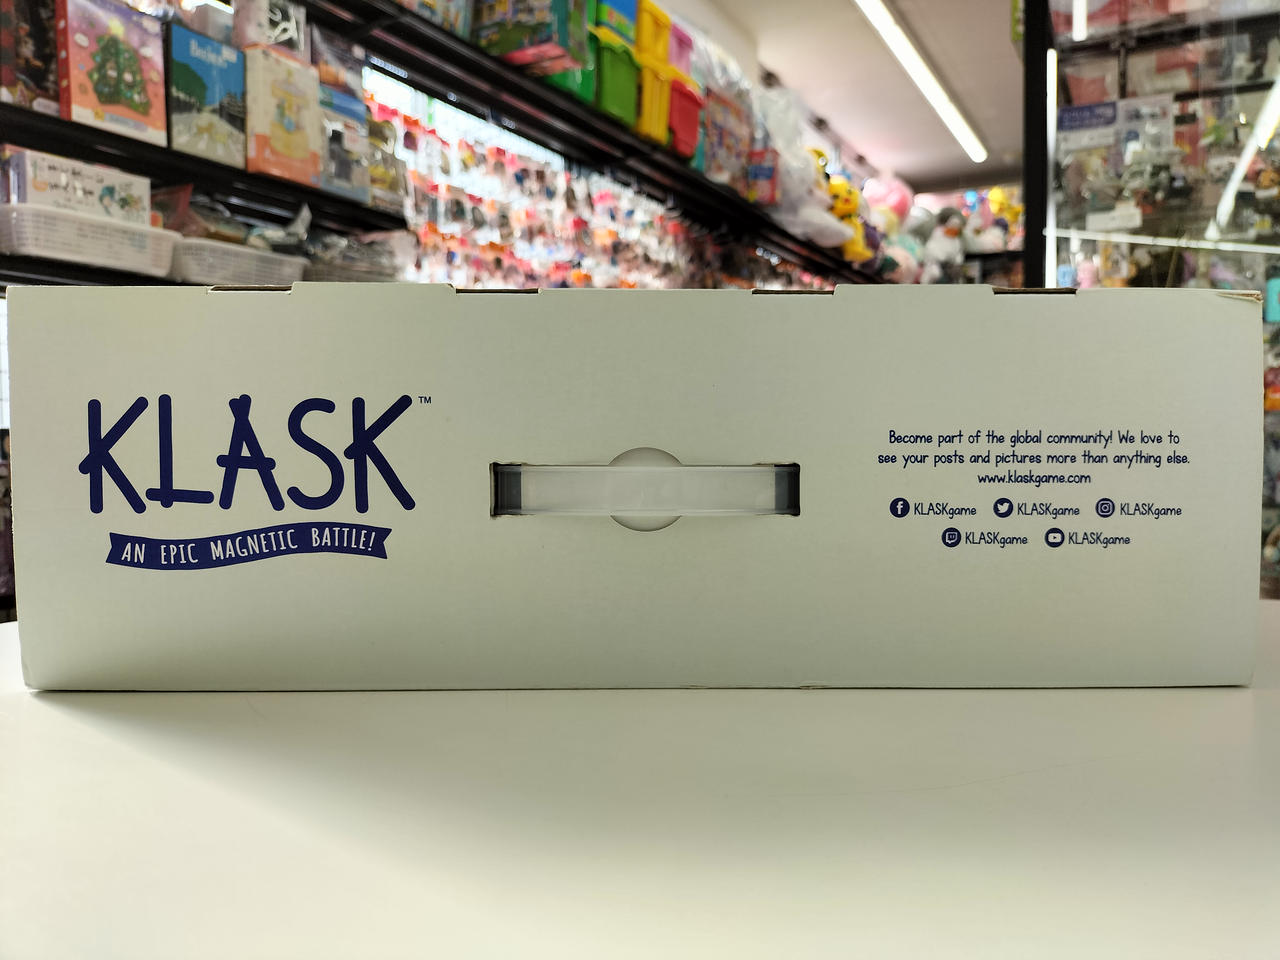 KLASK™
AN EPIC MAGNETIC BATTLE!
Become part of the global community! We love to
see your posts and pictures more than anything else.
www.klaskgame.com
KLASKgame KLASKgame KLASKgame
KLASKgame KLASKgame